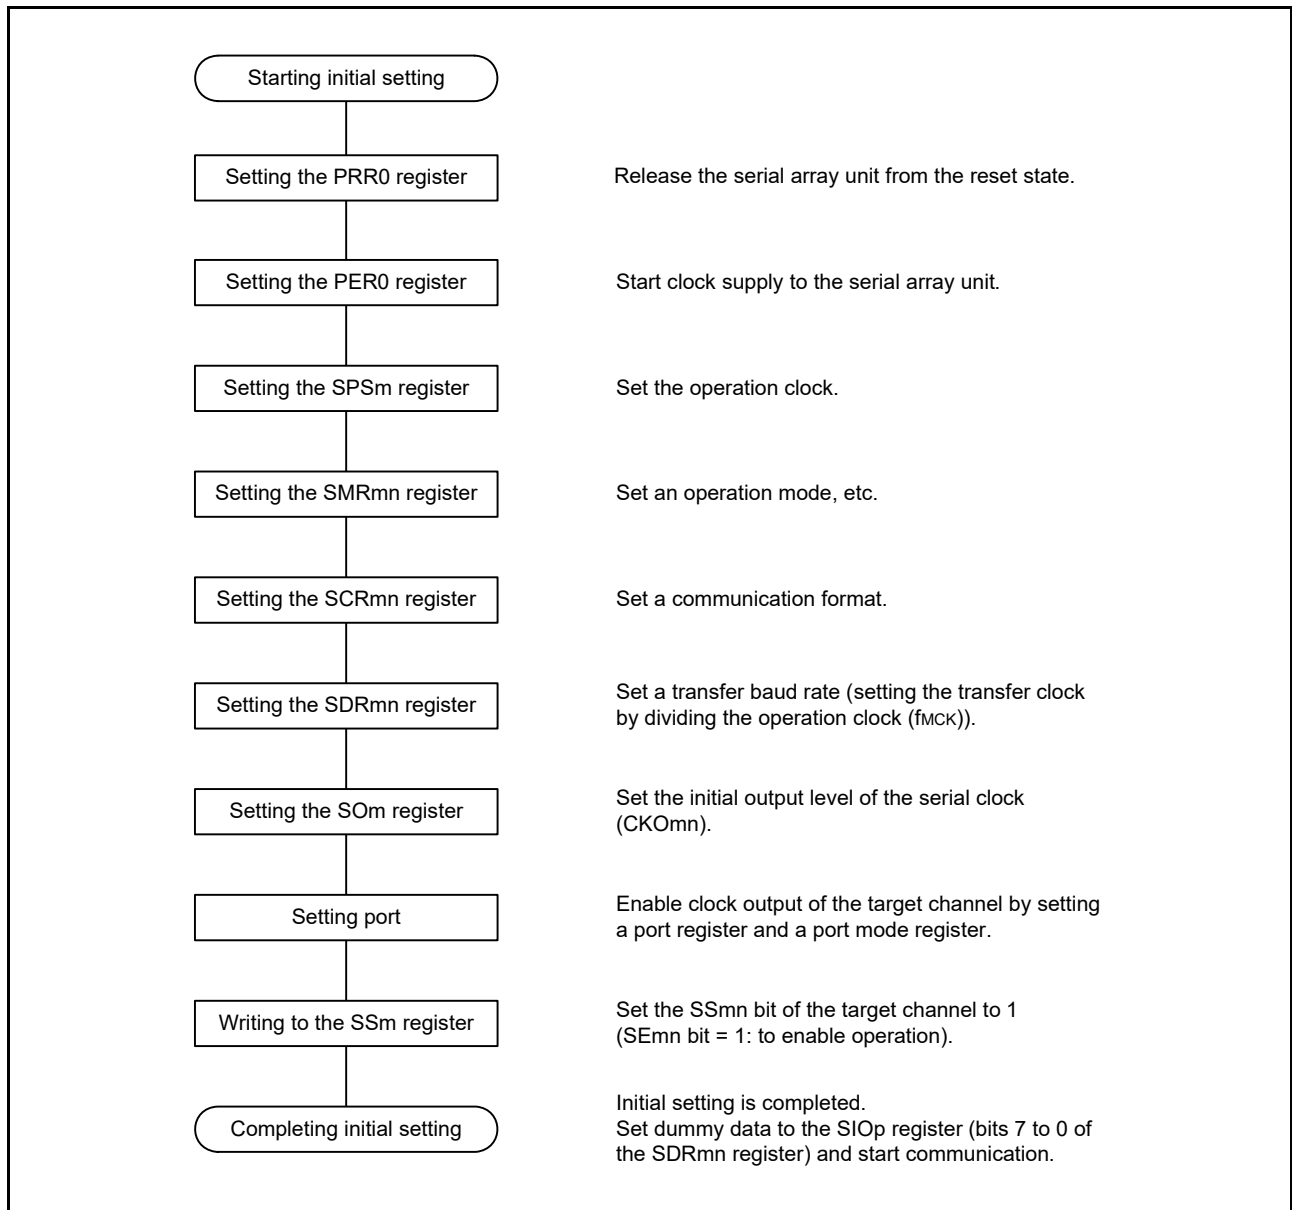 Starting initial setting
Setting the PRR0 register
Release the serial array unit from the reset state.
Setting the PER0 register
Start clock supply to the serial array unit.
Setting the SPSm register
Set the operation clock.
Setting the SMRmn register
Set an operation mode, etc.
Setting the SCRmn register
Set a communication format.
Setting the SDRmn register
Set a transfer baud rate (setting the transfer clock
by dividing the operation clock (fMCK)).
Setting the SOm register
Set the initial output level of the serial clock
(CKOmn).
Setting port
Enable clock output of the target channel by setting
a port register and a port mode register.
Writing to the SSm register
Set the SSmn bit of the target channel to 1
(SEmn bit = 1: to enable operation).
Completing initial setting
Initial setting is completed.
Set dummy data to the SIOp register (bits 7 to 0 of
the SDRmn register) and start communication.